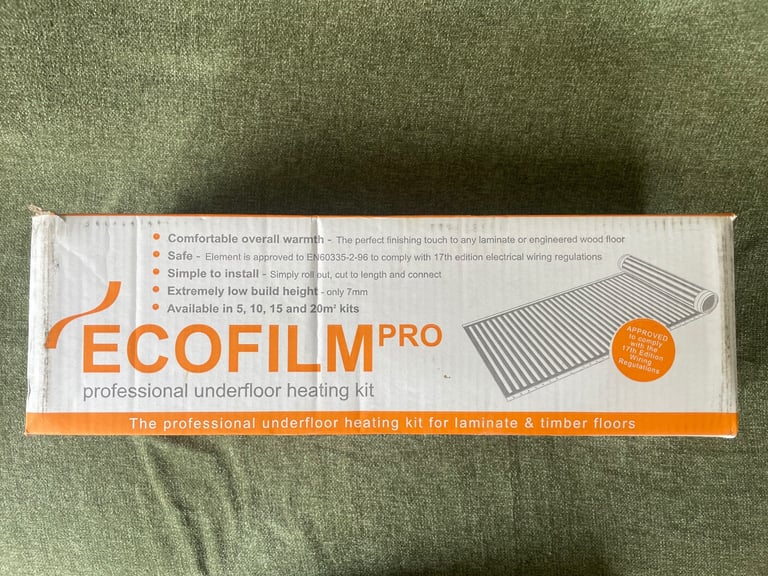 Comfortable overall warmth - The perfect finishing touch to any laminate or engineered wood floor
Safe - Element is approved to EN60335-2-96 to comply with 17th edition electrical wiring regulations
Simple to install - Simply roll out, cut to length and connect
Extremely low build height - only 7mm
Available in 5, 10, 15 and 20m² kits
ECOFILM PRO
professional underfloor heating kit
APPROVED
to comply
with the
17th Edition
Wiring
Regulations
The professional underfloor heating kit for laminate & timber floors